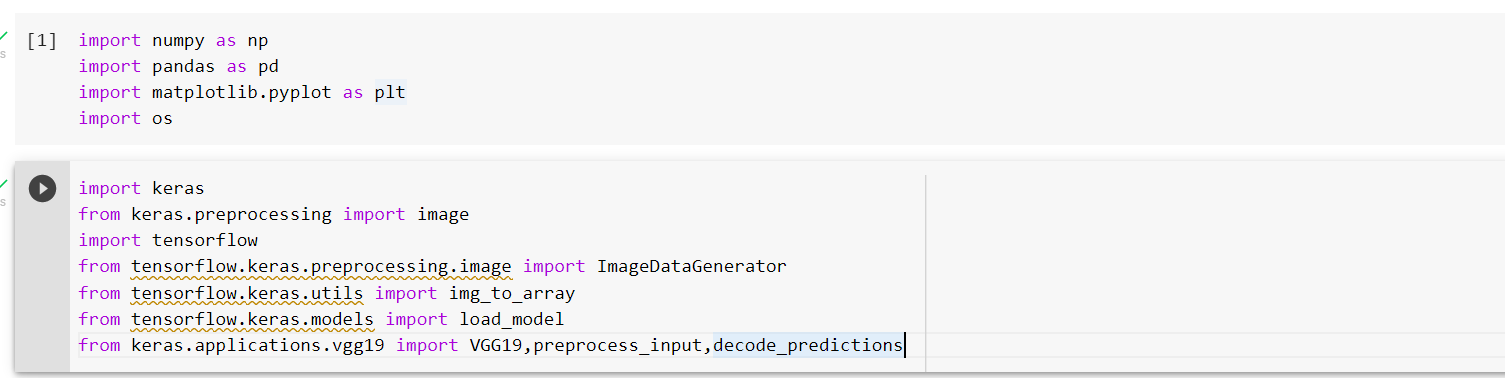 [1] import numpy as np
import pandas as pd
import matplotlib.pyplot as plt
import os
import keras
from keras.preprocessing import image
import tensorflow
from tensorflow.keras.preprocessing.image import ImageDataGenerator
from tensorflow.keras.utils import img_to_array
from tensorflow.keras.models import load_model
from keras.applications.vgg19 import VGG19,preprocess_input,decode_predictions